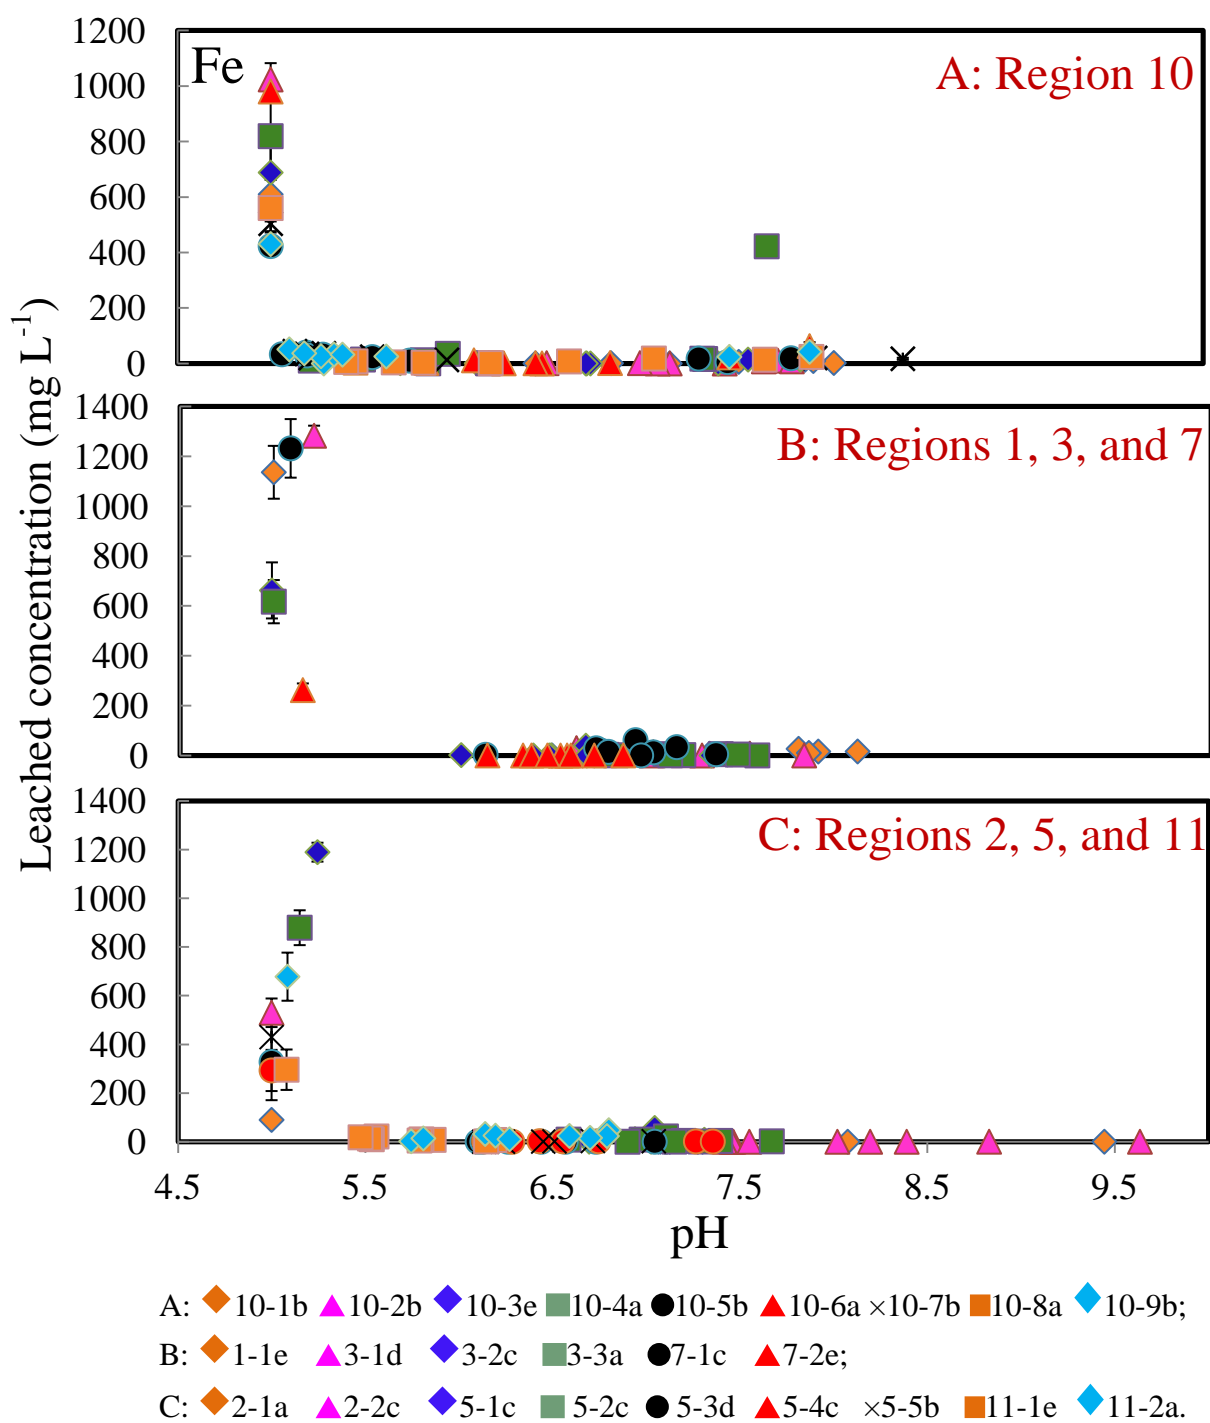 Leached concentration (mg L-1)
1200
1000
800
600
400
200
0
Fe
A: Region 10
1400
1200
1000
800
600
400
200
0
B: Regions 1, 3, and 7
1400
1200
1000
800
600
400
200
0
C: Regions 2, 5, and 11
4.5 5.5 6.5 7.5 8.5 9.5
pH
A: 10-1b 10-2b 10-3e 10-4a 10-5b 10-6a ×10-7b 10-8a 10-9b;
B: 1-1e 3-1d 3-2c 3-3a 7-1c 7-2e;
C: 2-1a 2-2c 5-1c 5-2c 5-3d 5-4c ×5-5b 11-1e 11-2a.